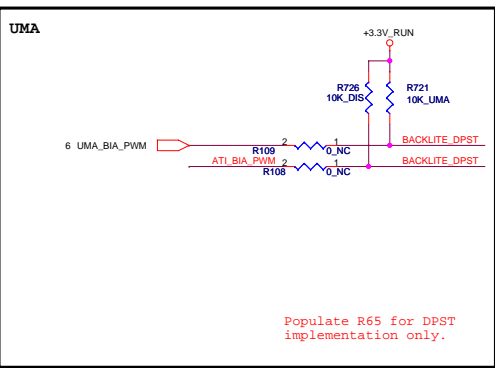 UMA
+3.3V_RUN
R726
10K_DIS
R721
10K_UMA
6 UMA_BIA_PWM
2 1
BACKLITE_DPST
R109
0_NC
ATI_BIA_PWM
2 1
BACKLITE_DPST
R108
0_NC
Populate R65 for DPST
implementation only.